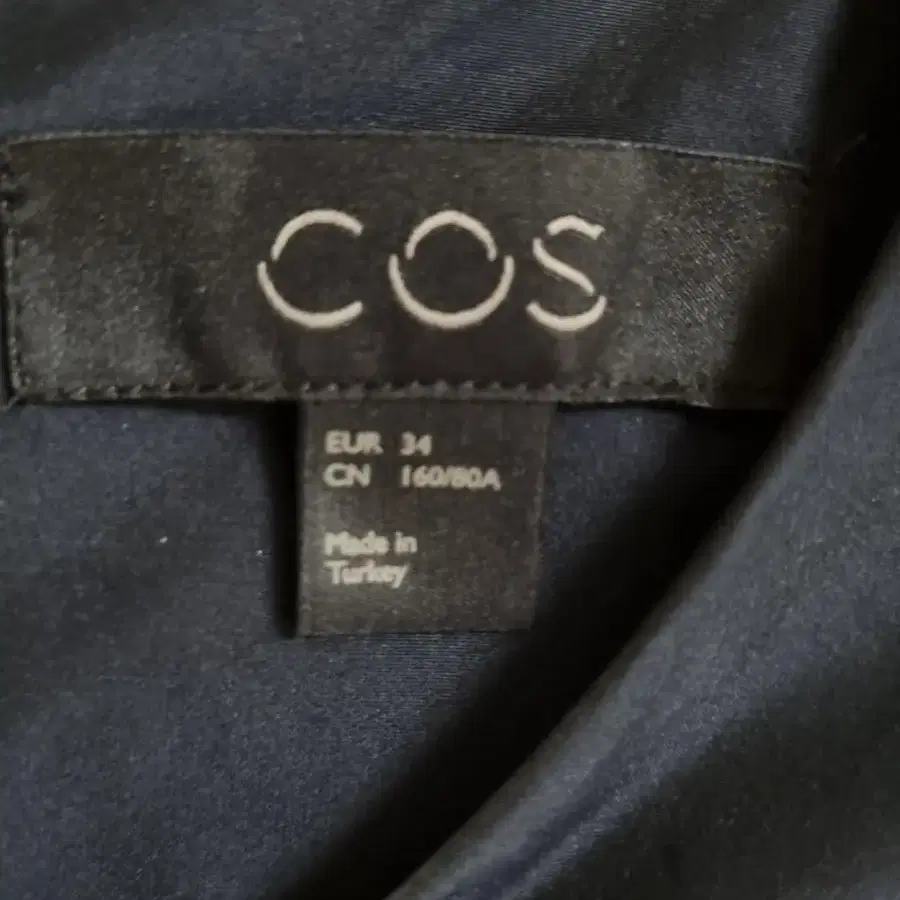 COS
EUR 34
CN 160/80A
Made in
Turkey